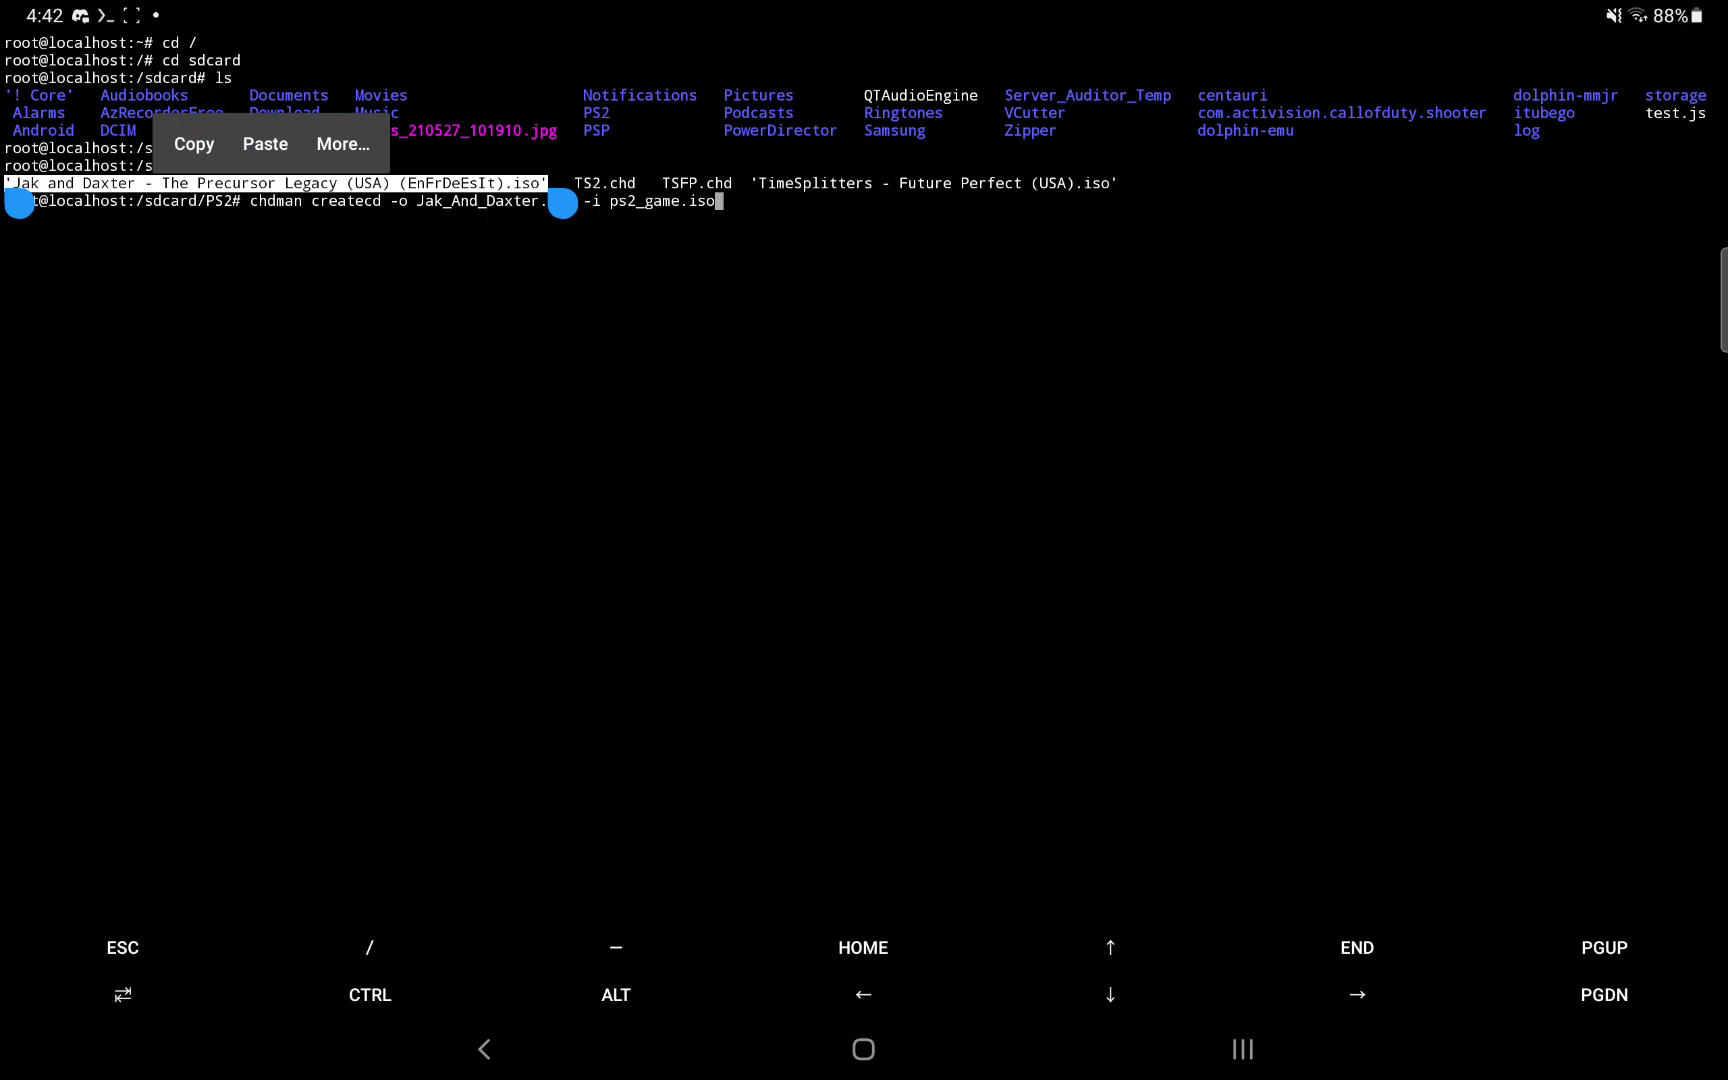 4:42 88%
root@localhost:~# cd /
root@localhost:/# cd sdcard
root@localhost:/sdcard# ls
'! Core' Audiobooks Documents Movies Notifications Pictures QTAudioEngine Server_Auditor_Temp centauri dolphin-mmjr storage
Alarms AzRecorderFree Download Music PS2 Podcasts Ringtones VCutter com.activision.callofduty.shooter itubego test.js
Android DCIM s_210527_101910.jpg PSP PowerDirector Samsung Zipper dolphin-emu log
Copy Paste More...
root@localhost:/s
root@localhost:/s
'Jak and Daxter - The Precursor Legacy (USA) (EnFrDeEsIt).iso' TS2.chd TSFP.chd 'TimeSplitters - Future Perfect (USA).iso'
t@localhost:/sdcard/PS2# chdman createcd -o Jak_And_Daxter. -i ps2_game.iso
ESC / — HOME ↑ END PGUP
⇄ CTRL ALT ← ↓ → PGDN